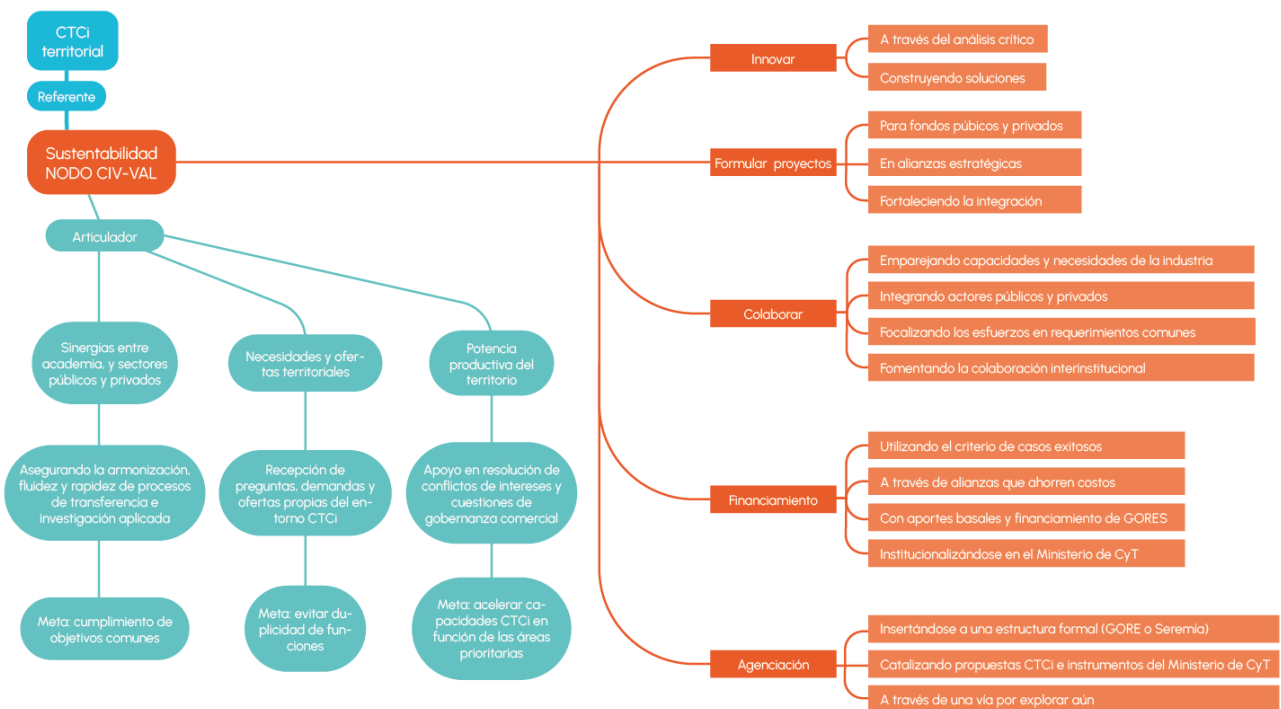 CTCi
territorial
Referente
Sustentabilidad
NODO CIV-VAL
Articulador
Sinergias entre
academia, y sectores
públicos y privados
Asegurando la armonización,
fluidez y rapidez de procesos
de transferencia e
investigación aplicada
Meta: cumplimiento de
objetivos comunes
Necesidades y ofer-
tas territoriales
Recepción de
preguntas, demandas y
ofertas propias del en-
torno CTCi
Meta: evitar du-
plicidad de fun-
ciones
Potencia
productiva del
territorio
Apoyo en resolución de
conflictos de intereses y
cuestiones de
gobernanza comercial
Meta: acelerar ca-
pacidades CTCi en
función de las áreas
prioritarias
Innovar
A través del análisis crítico
Construyendo soluciones
Formular proyectos
Para fondos púbicos y privados
En alianzas estratégicas
Fortaleciendo la integración
Colaborar
Emparejando capacidades y necesidades de la industria
Integrando actores públicos y privados
Focalizando los esfuerzos en requerimientos comunes
Fomentando la colaboración interinstitucional
Financiamiento
Utilizando el criterio de casos exitosos
A través de alianzas que ahorren costos
Con aportes basales y financiamiento de GORES
Institucionalizándose en el Ministerio de CyT
Agenciación
Insertándose a una estructura formal (GORE o Seremía)
Catalizando propuestas CTCi e instrumentos del Ministerio de CyT
A través de una vía por explorar aún